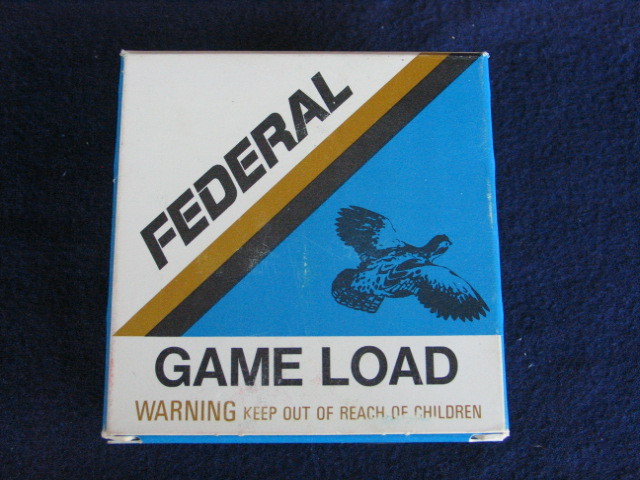 FEDERAL
GAME LOAD
WARNING KEEP OUT OF REACH OF CHILDREN